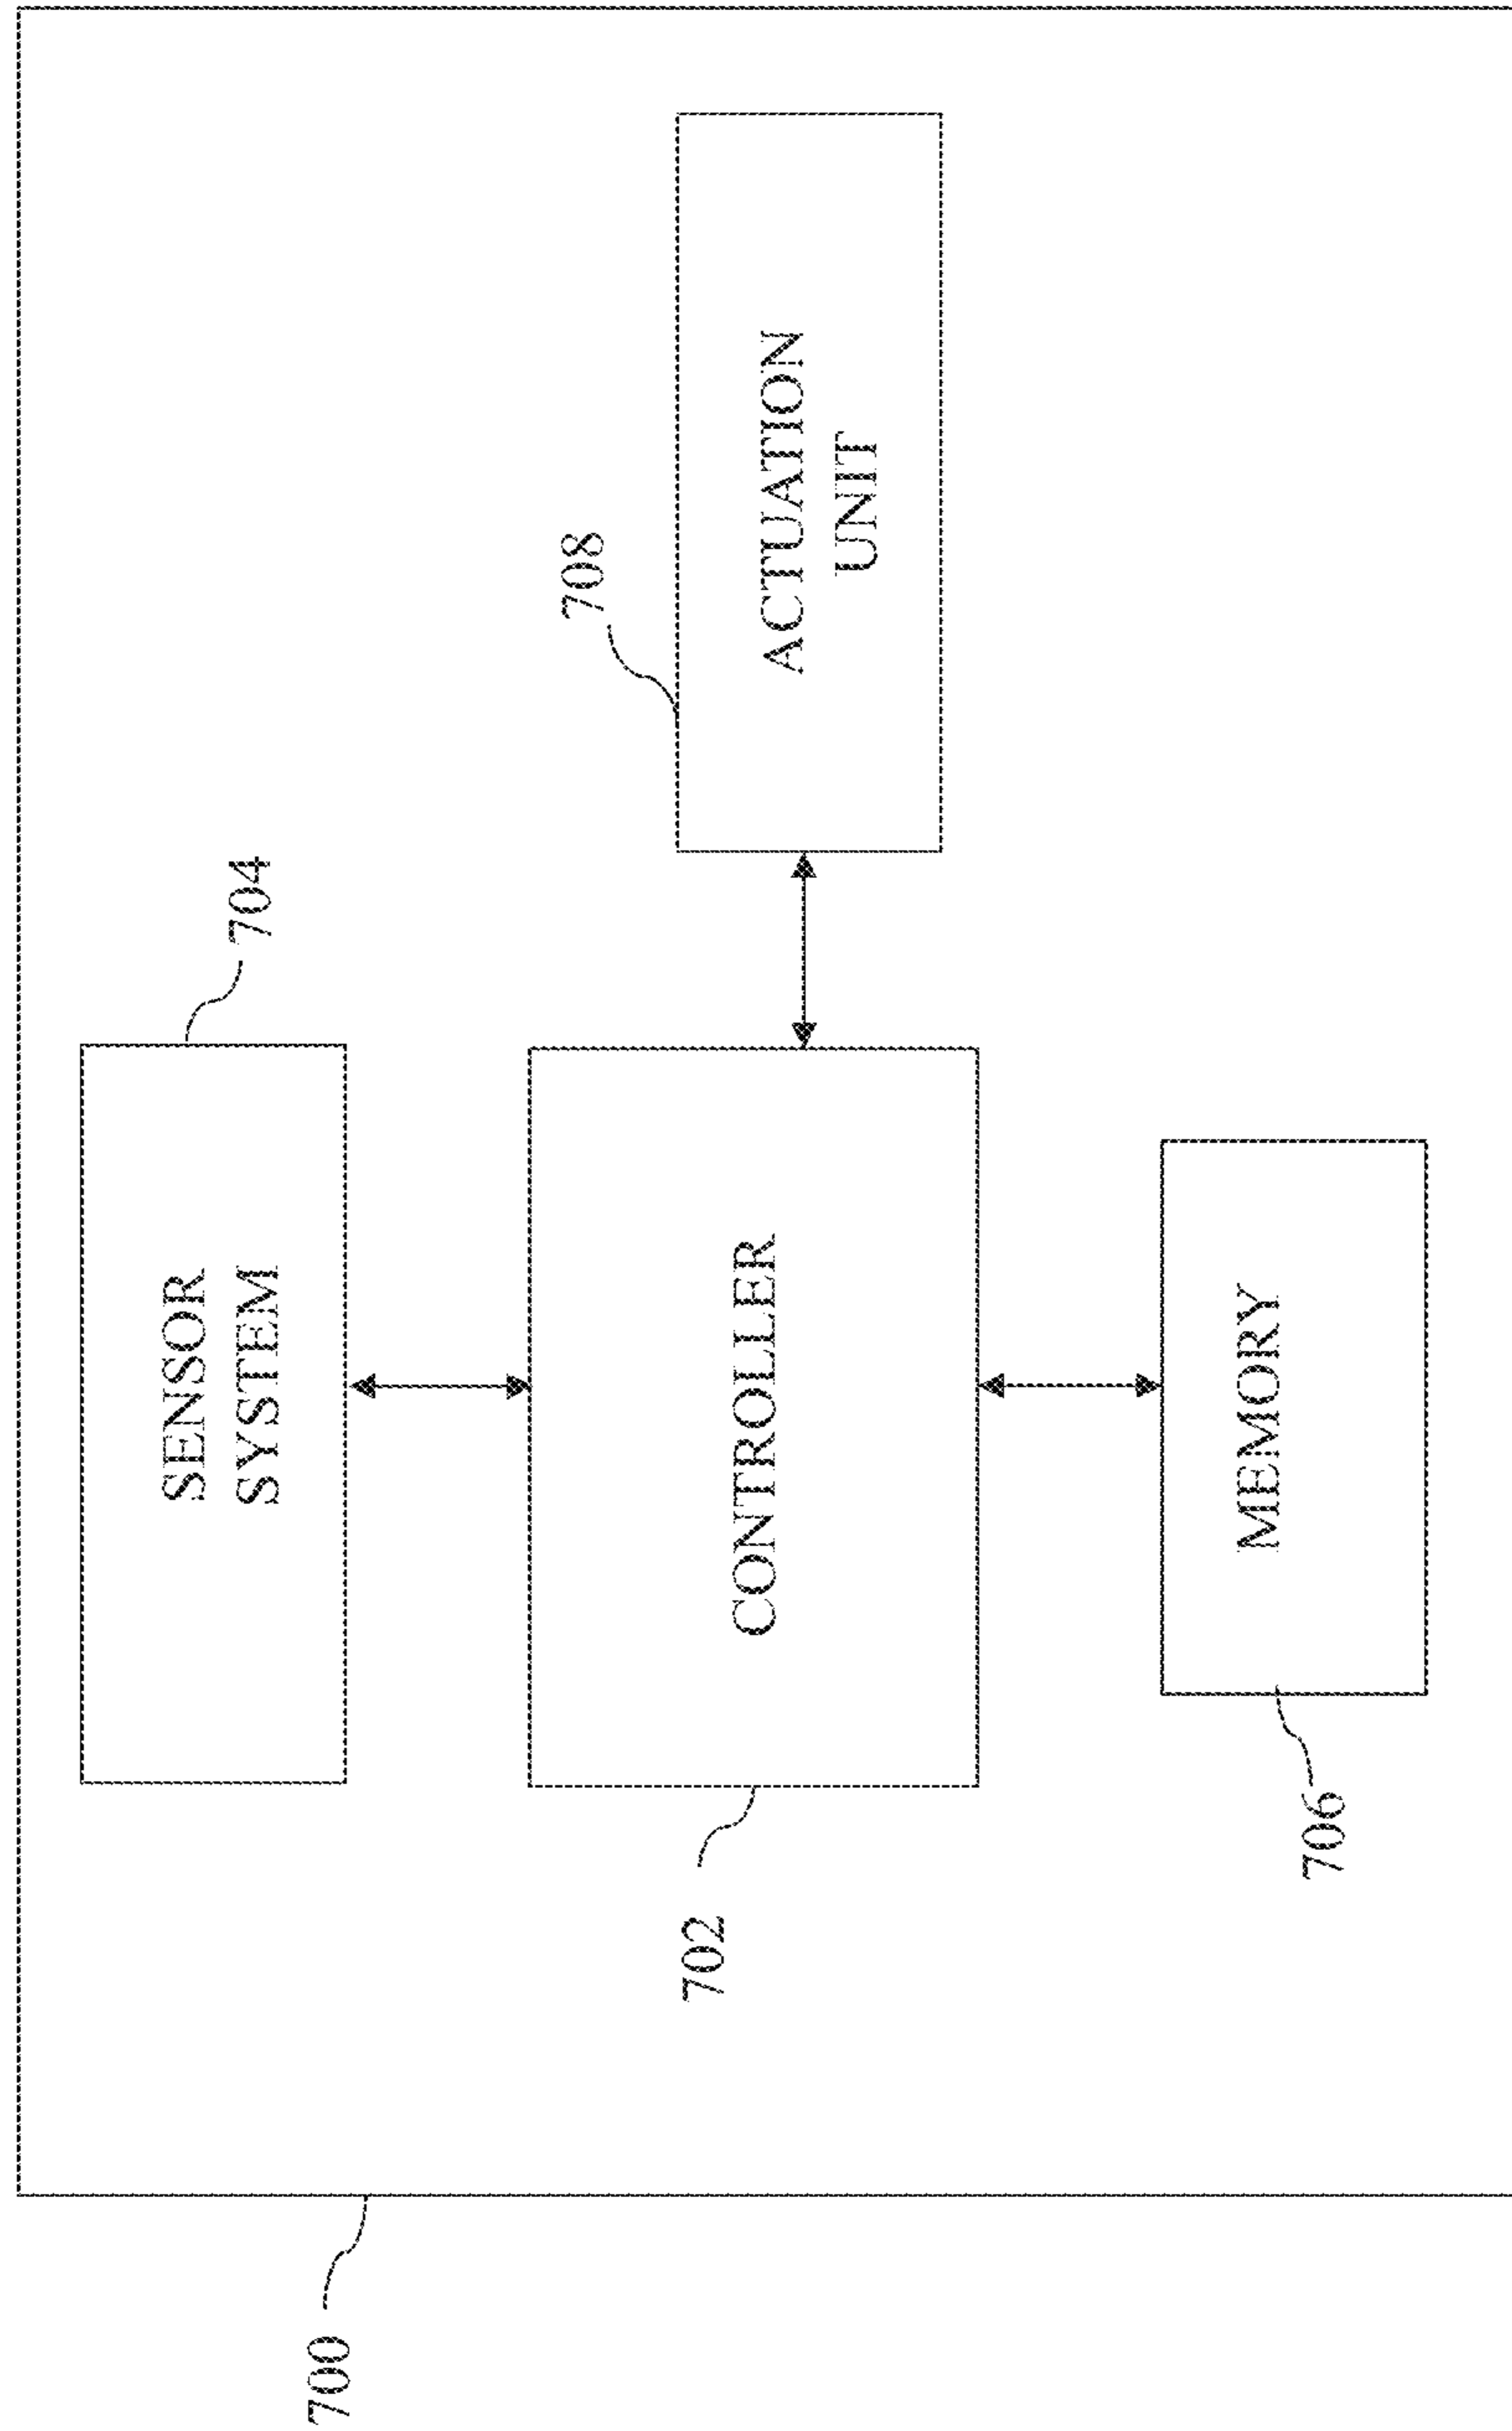 700
702
SENSOR
SYSTEM
704
CONTROLLER
708
ACTUATION
UNIT
706
MEMORY